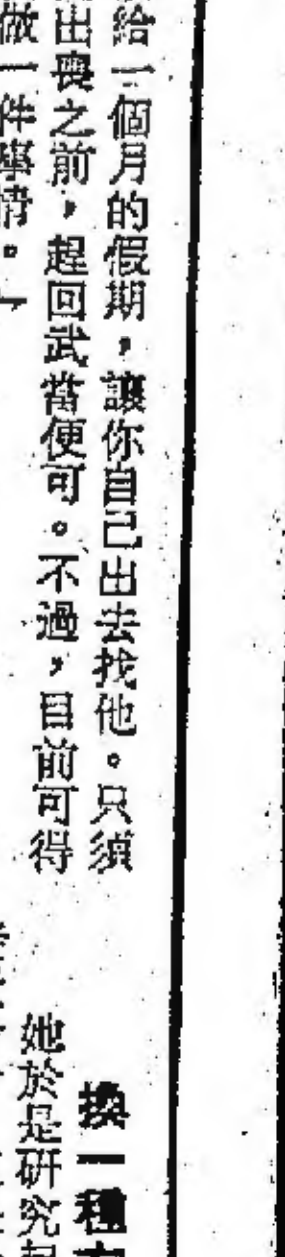 給一個月的假期，讓你自己出去找他。只須
出喪之前，趕回武當便可。不過，目前可得
做一件事情。」
換一種
她於是研究